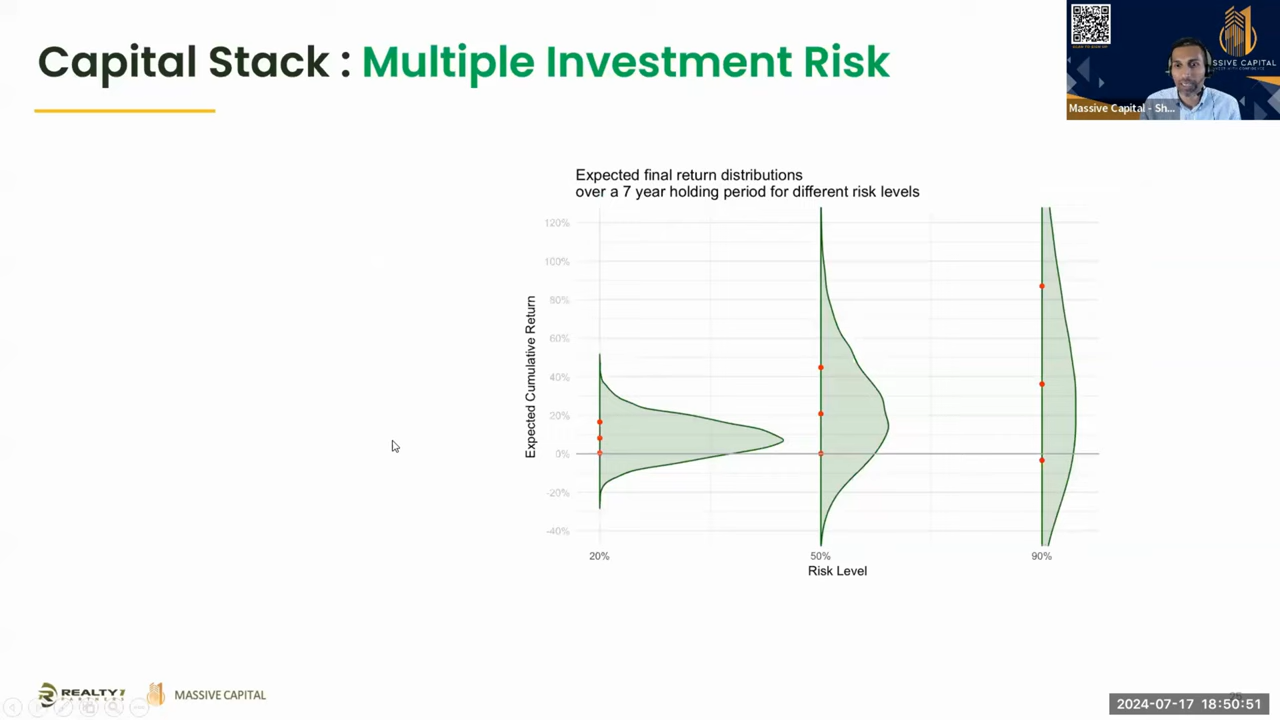 Capital Stack : Multiple Investment Risk
SSIVE CAPITAL
Massive Capital - Sh...
Expected final return distributions
over a 7 year holding period for different risk levels
Expected Cumulative Return
120%
100%
80%
60%
40%
20%
0%
-20%
-40%
20%
50%
90%
Risk Level
REALTY
MASSIVE CAPITAL
2024-07-17 18:50:51